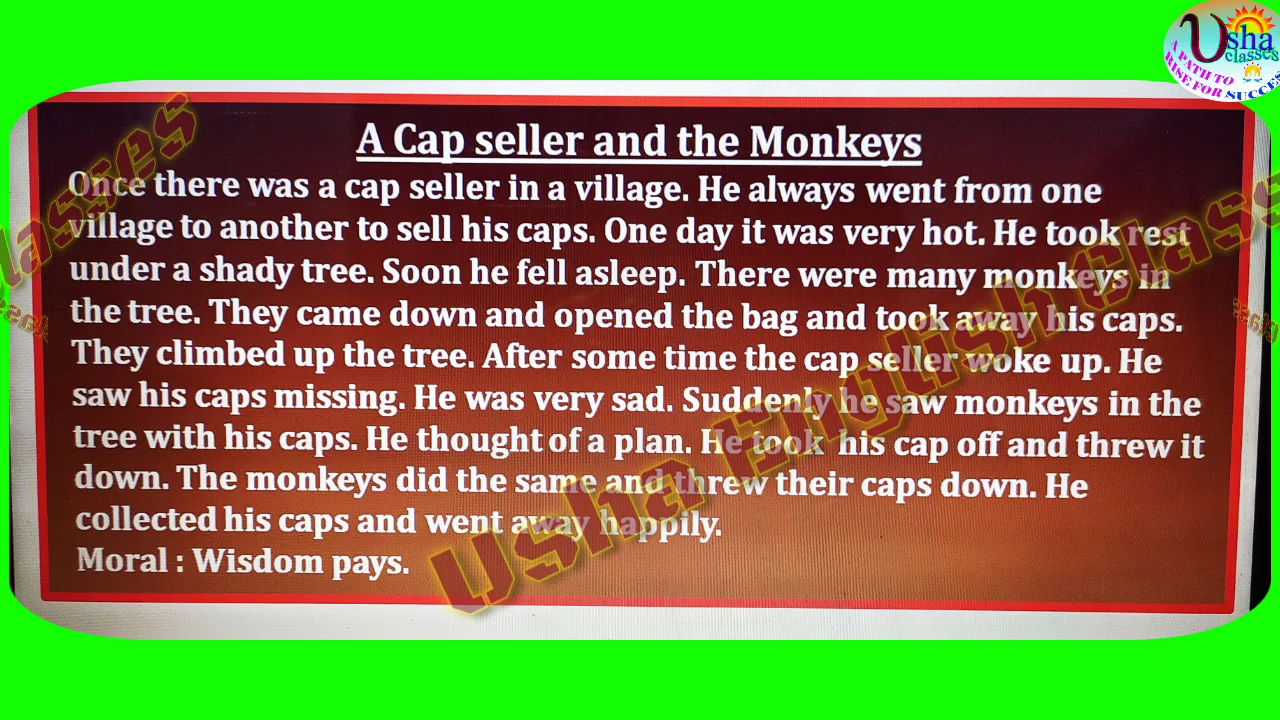 Usha
classes
A PATH TO
RISE FOR SUCCES
A Cap seller and the Monkeys
Once there was a cap seller in a village. He always went from one
village to another to sell his caps. One day it was very hot. He took rest
under a shady tree. Soon he fell asleep. There were many monkeys in
the tree. They came down and opened the bag and took away his caps.
They climbed up the tree. After some time the cap seller woke up. He
saw his caps missing. He was very sad. Suddenly he saw monkeys in the
tree with his caps. He thought of a plan. He took his cap off and threw it
down. The monkeys did the same and threw their caps down. He
collected his caps and went away happily.
Moral : Wisdom pays.
Usha English Classes
lasses